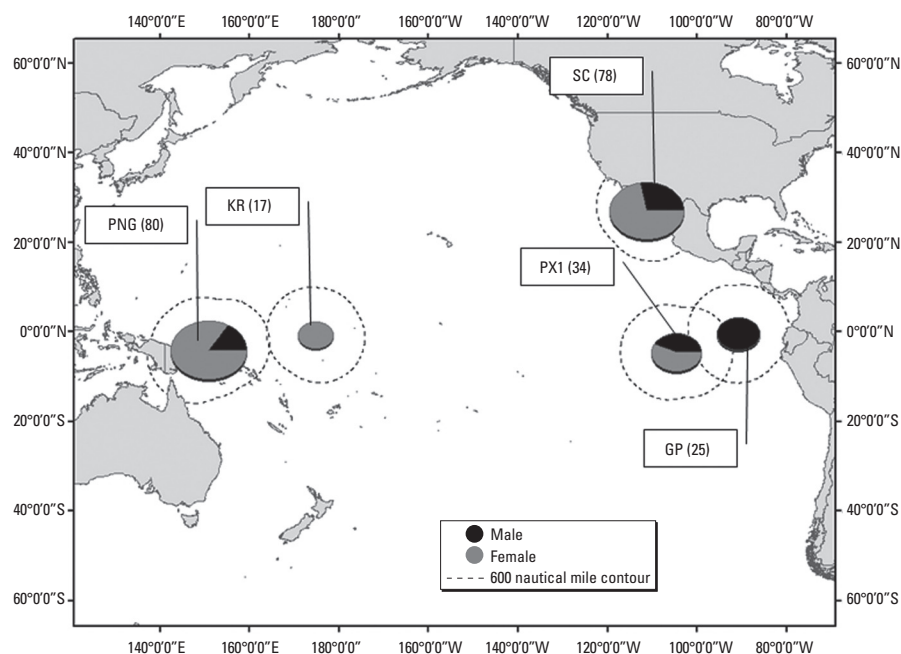 140°0'0"E 160°0'0"E 180°0'0"E 160°0'0"W 140°0'0"W 120°0'0"W 100°0'0"W 80°0'0"W
60°0'0"N 60°0'0"N
SC (78)
40°0'0"N 40°0'0"N
KR (17)
PNG (80)
20°0'0"N 20°0'0"N
PX1 (34)
0°0'0"N 0°0'0"N
20°0'0"S 20°0'0"S
GP (25)
40°0'0"S 40°0'0"S
Male
Female
600 nautical mile contour
60°0'0"S 60°0'0"S
140°0'0"E 160°0'0"E 180°0'0"E 160°0'0"W 140°0'0"W 120°0'0"W 100°0'0"W 80°0'0"W